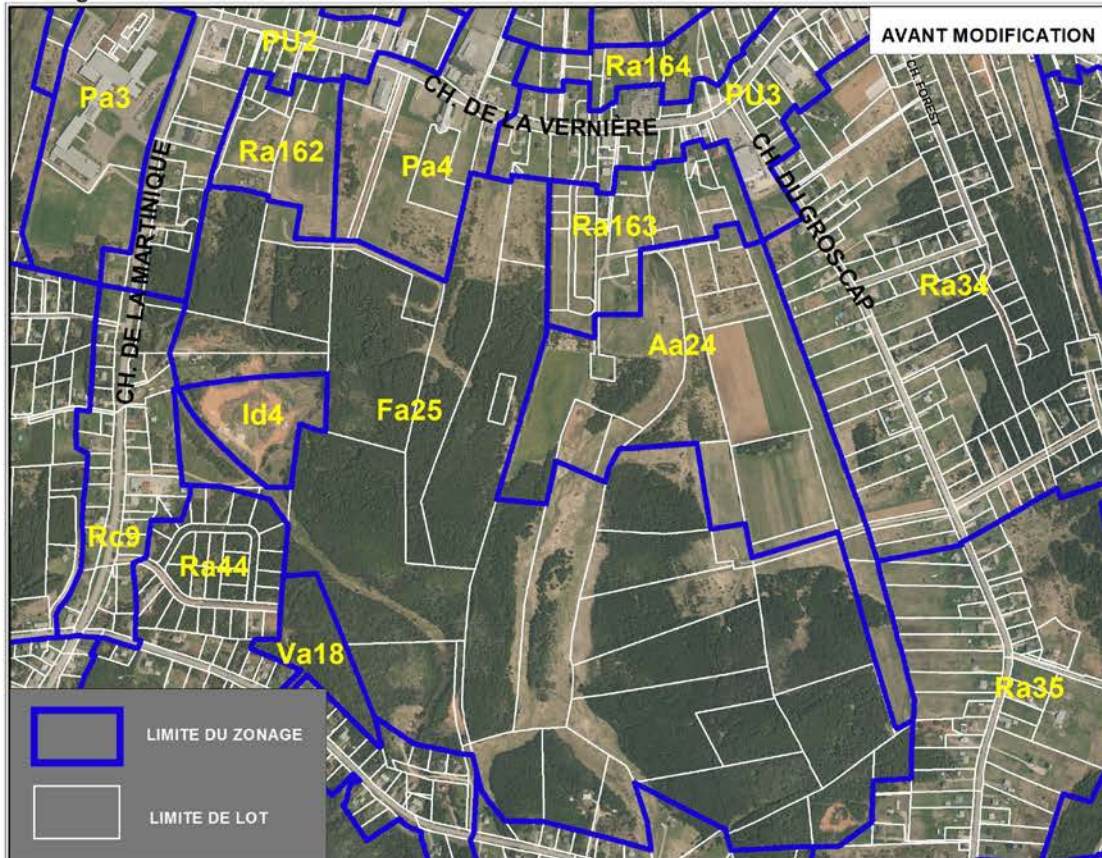 AVANT MODIFICATION
PU2
Ra164
Pa3
PU3
CH. FOREST
CH. DE LA VERNIÈRE
Ra162
Pa4
CH. DE LA MARTINIQUE
Ra163
CH. DU GROS-CAP
Ra34
Aa24
Id4
Fa25
Rc9
Ra44
Va18
Ra35
LIMITE DU ZONAGE
LIMITE DE LOT